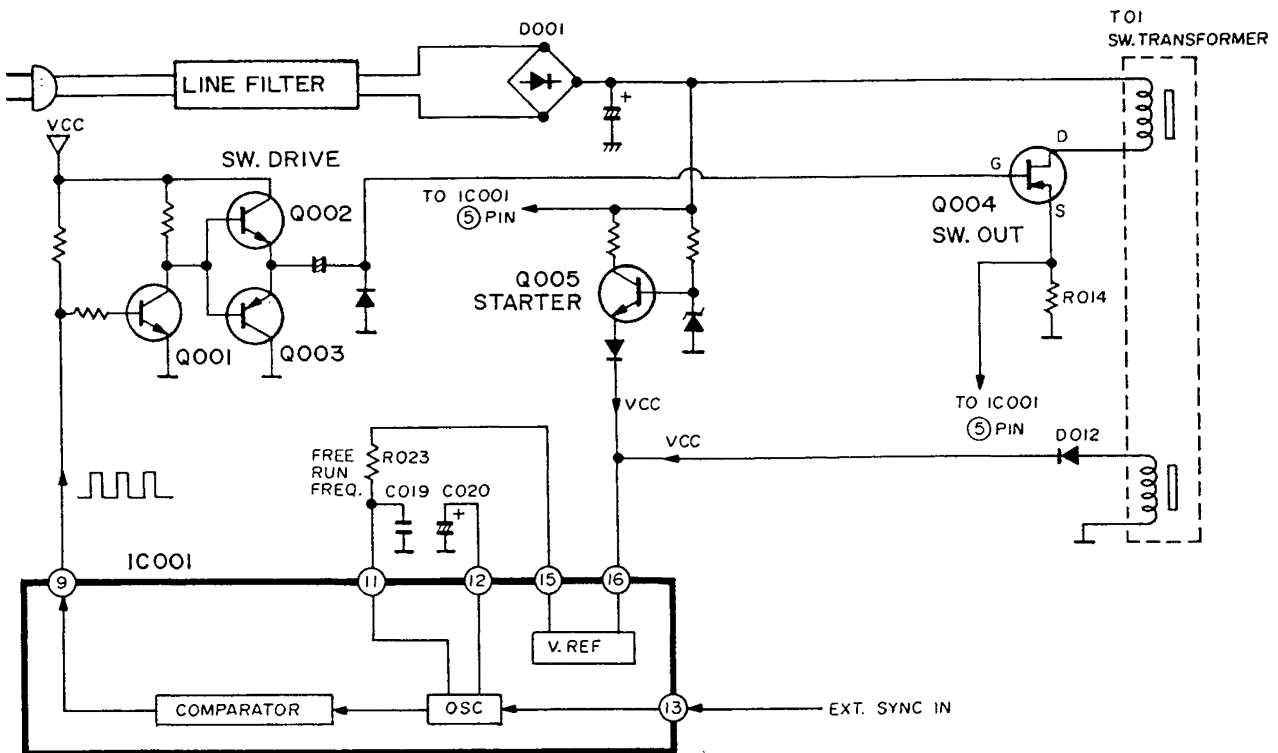 T01
SW. TRANSFORMER
D001
LINE FILTER
VCC
SW. DRIVE
Q002
TO IC001
⑤ PIN
G
D
S
Q004
SW. OUT
Q005
STARTER
Q001
Q003
R014
VCC
TO IC001
⑤ PIN
VCC
D012
FREE
RUN
FREQ.
R023
C019
C020
+
+
IC001
9
11
12
15
16
V. REF
COMPARATOR
OSC
13
EXT. SYNC IN